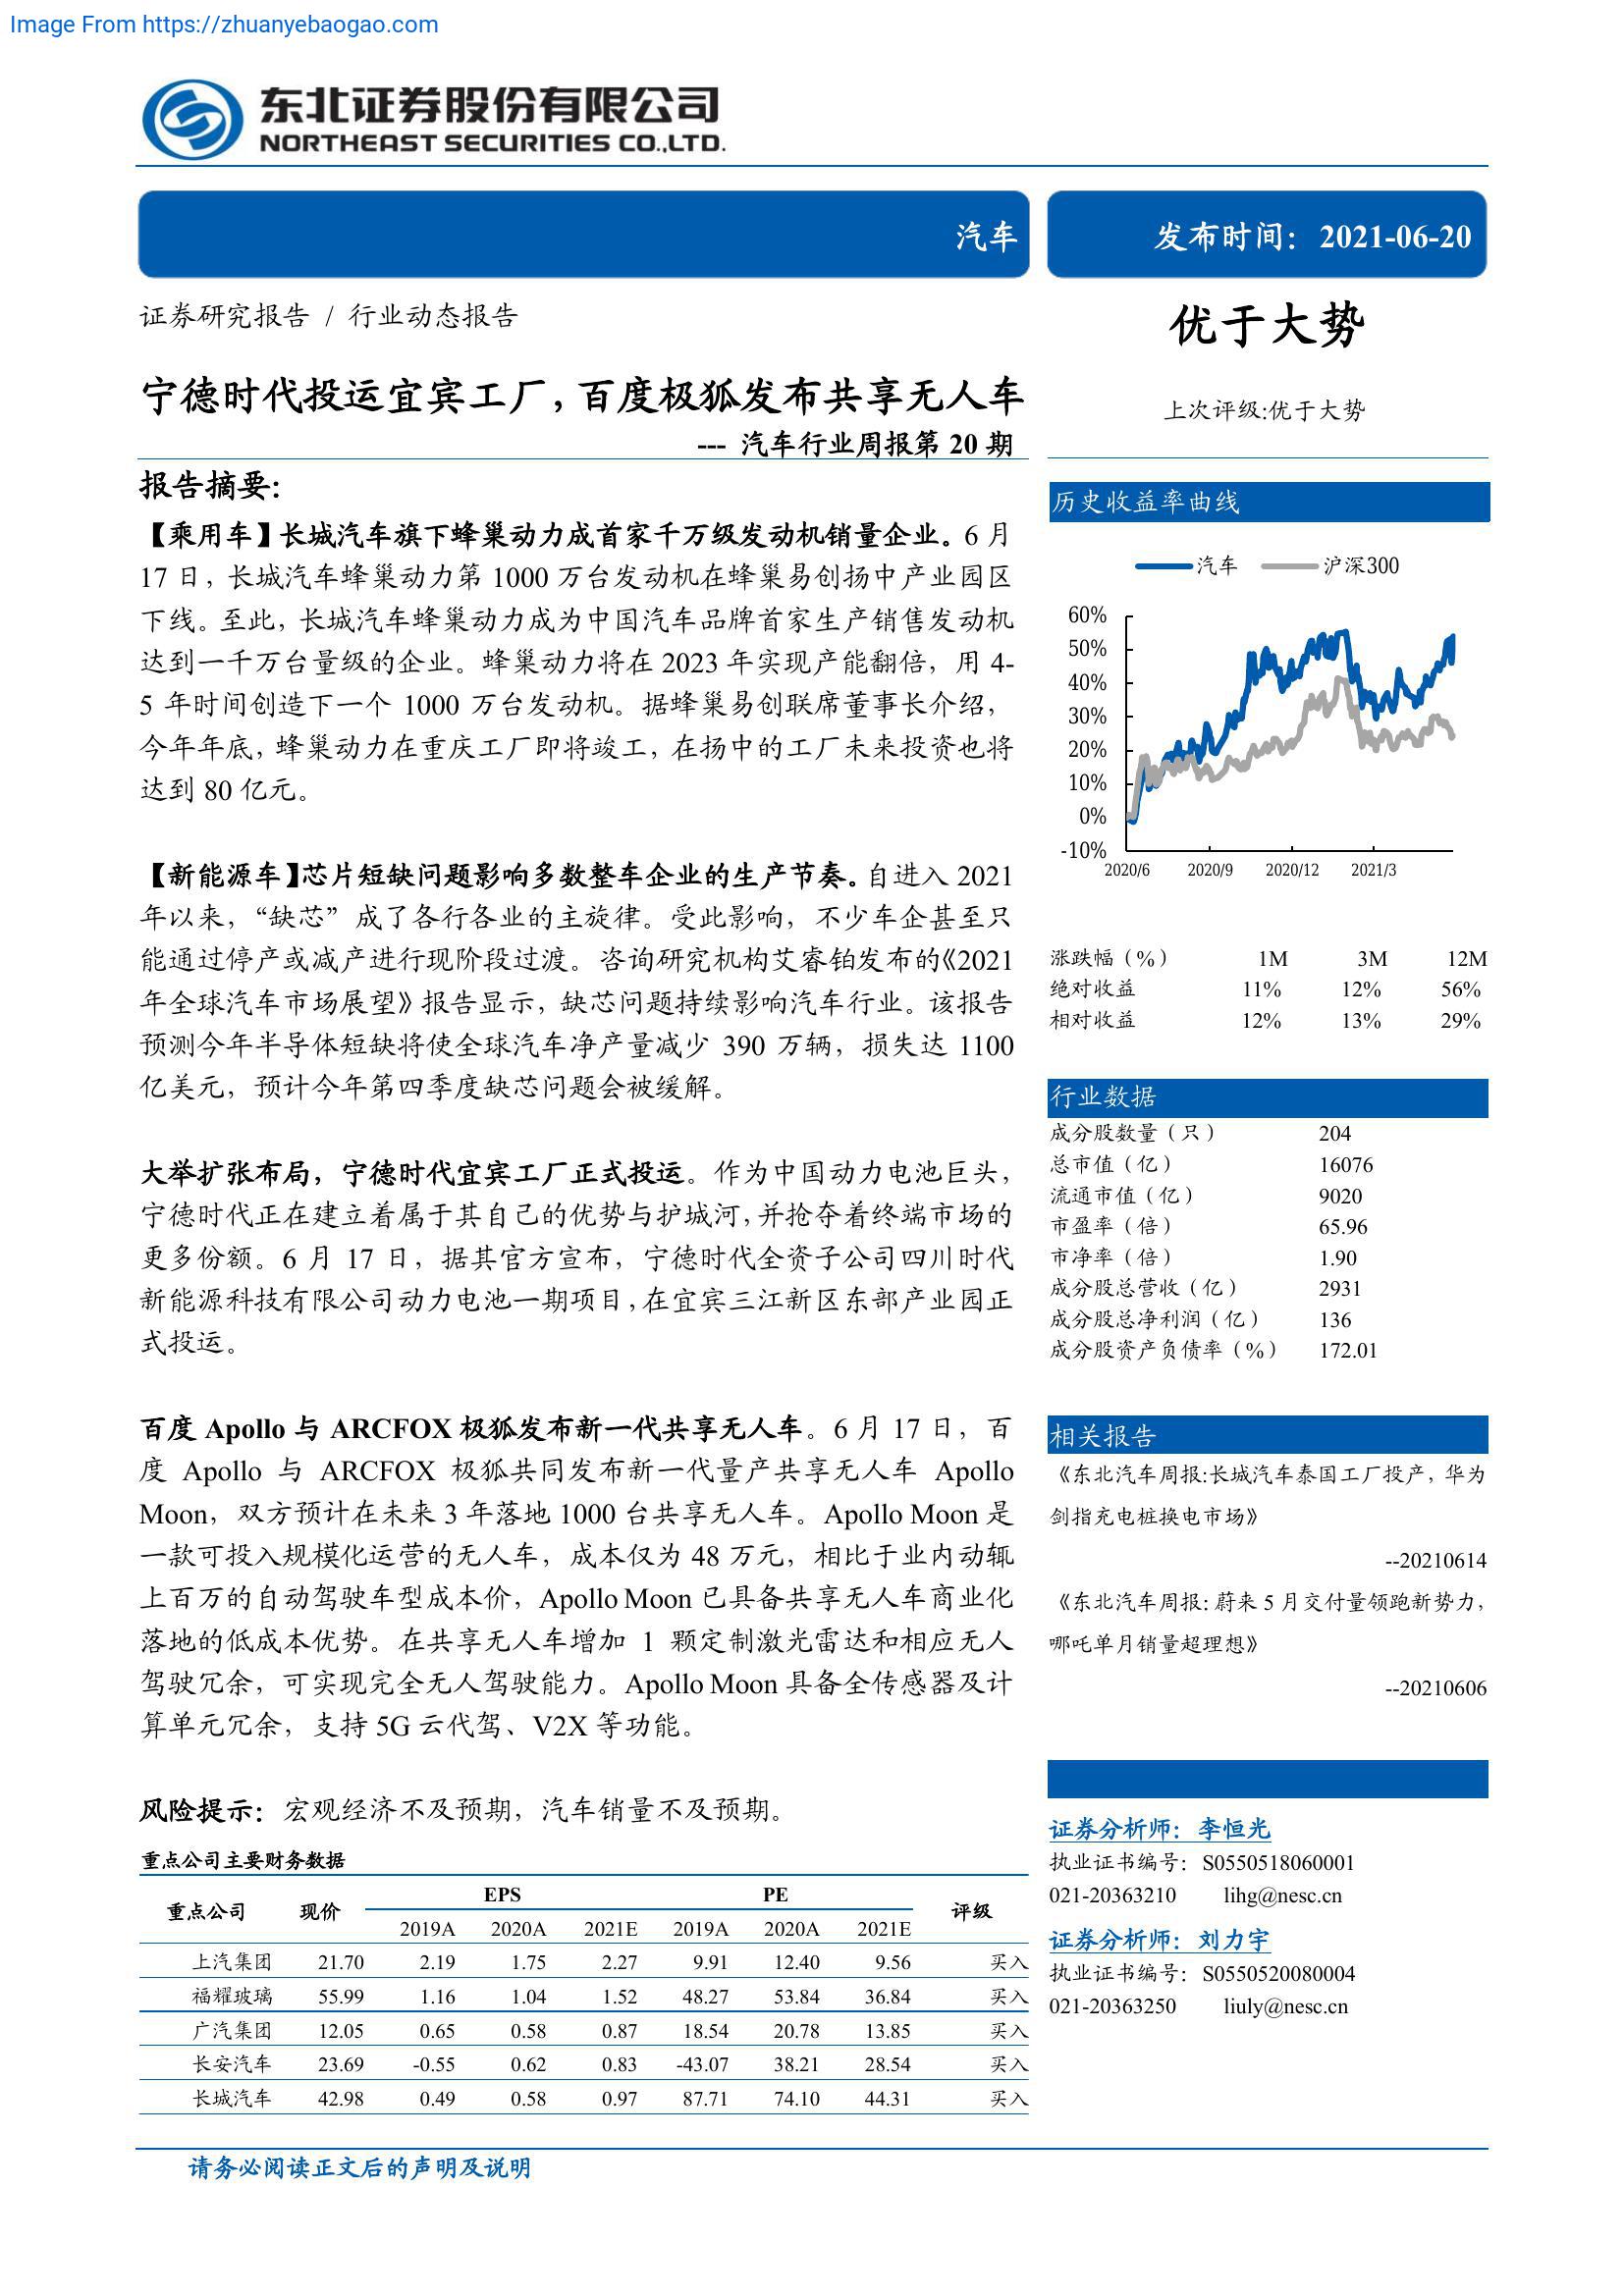 Image From https://zhuanyebaogao.com
东北证券股份有限公司
NORTHEAST SECURITIES CO.,LTD.
汽车
发布时间：2021-06-20
证券研究报告 / 行业动态报告
宁德时代投运宜宾工厂，百度极狐发布共享无人车
--- 汽车行业周报第 20 期
报告摘要：
【乘用车】长城汽车旗下蜂巢动力成首家千万级发动机销量企业。6 月
17 日，长城汽车蜂巢动力第 1000 万台发动机在蜂巢易创扬中产业园区
下线。至此，长城汽车蜂巢动力成为中国汽车品牌首家生产销售发动机
达到一千万台量级的企业。蜂巢动力将在 2023 年实现产能翻倍，用 4-
5 年时间创造下一个 1000 万台发动机。据蜂巢易创联席董事长介绍，
今年年底，蜂巢动力在重庆工厂即将竣工，在扬中的工厂未来投资也将
达到 80 亿元。
【新能源车】芯片短缺问题影响多数整车企业的生产节奏。自进入 2021
年以来，“缺芯”成了各行各业的主旋律。受此影响，不少车企甚至只
能通过停产或减产进行现阶段过渡。咨询研究机构艾睿铂发布的《2021
年全球汽车市场展望》报告显示，缺芯问题持续影响汽车行业。该报告
预测今年半导体短缺将使全球汽车净产量减少 390 万辆，损失达 1100
亿美元，预计今年第四季度缺芯问题会被缓解。
大举扩张布局，宁德时代宜宾工厂正式投运。作为中国动力电池巨头，
宁德时代正在建立着属于其自己的优势与护城河，并抢夺着终端市场的
更多份额。6 月 17 日，据其官方宣布，宁德时代全资子公司四川时代
新能源科技有限公司动力电池一期项目，在宜宾三江新区东部产业园正
式投运。
百度 Apollo 与 ARCFOX 极狐发布新一代共享无人车。6 月 17 日，百
度 Apollo 与 ARCFOX 极狐共同发布新一代量产共享无人车 Apollo
Moon，双方预计在未来 3 年落地 1000 台共享无人车。Apollo Moon 是
一款可投入规模化运营的无人车，成本仅为 48 万元，相比于业内动辄
上百万的自动驾驶车型成本价，Apollo Moon 已具备共享无人车商业化
落地的低成本优势。在共享无人车增加 1 颗定制激光雷达和相应无人
驾驶冗余，可实现完全无人驾驶能力。Apollo Moon 具备全传感器及计
算单元冗余，支持 5G 云代驾、V2X 等功能。
风险提示：宏观经济不及预期，汽车销量不及预期。
重点公司主要财务数据
重点公司 现价 EPS PE 评级
2019A 2020A 2021E 2019A 2020A 2021E
上汽集团 21.70 2.19 1.75 2.27 9.91 12.40 9.56 买入
福耀玻璃 55.99 1.16 1.04 1.52 48.27 53.84 36.84 买入
广汽集团 12.05 0.65 0.58 0.87 18.54 20.78 13.85 买入
长安汽车 23.69 -0.55 0.62 0.83 -43.07 38.21 28.54 买入
长城汽车 42.98 0.49 0.58 0.97 87.71 74.10 44.31 买入
优于大势
上次评级:优于大势
历史收益率曲线
汽车 沪深300
60%
50%
40%
30%
20%
10%
0%
-10%
2020/6 2020/9 2020/12 2021/3
涨跌幅（%） 1M 3M 12M
绝对收益 11% 12% 56%
相对收益 12% 13% 29%
行业数据
成分股数量（只） 204
总市值（亿） 16076
流通市值（亿） 9020
市盈率（倍） 65.96
市净率（倍） 1.90
成分股总营收（亿） 2931
成分股总净利润（亿） 136
成分股资产负债率（%） 172.01
相关报告
《东北汽车周报:长城汽车泰国工厂投产，华为
剑指充电桩换电市场》
--20210614
《东北汽车周报: 蔚来 5 月交付量领跑新势力，
哪吒单月销量超理想》
--20210606
证券分析师：李恒光
执业证书编号：S0550518060001
021-20363210 lihg@nesc.cn
证券分析师：刘力宇
执业证书编号：S0550520080004
021-20363250 liuly@nesc.cn
请务必阅读正文后的声明及说明